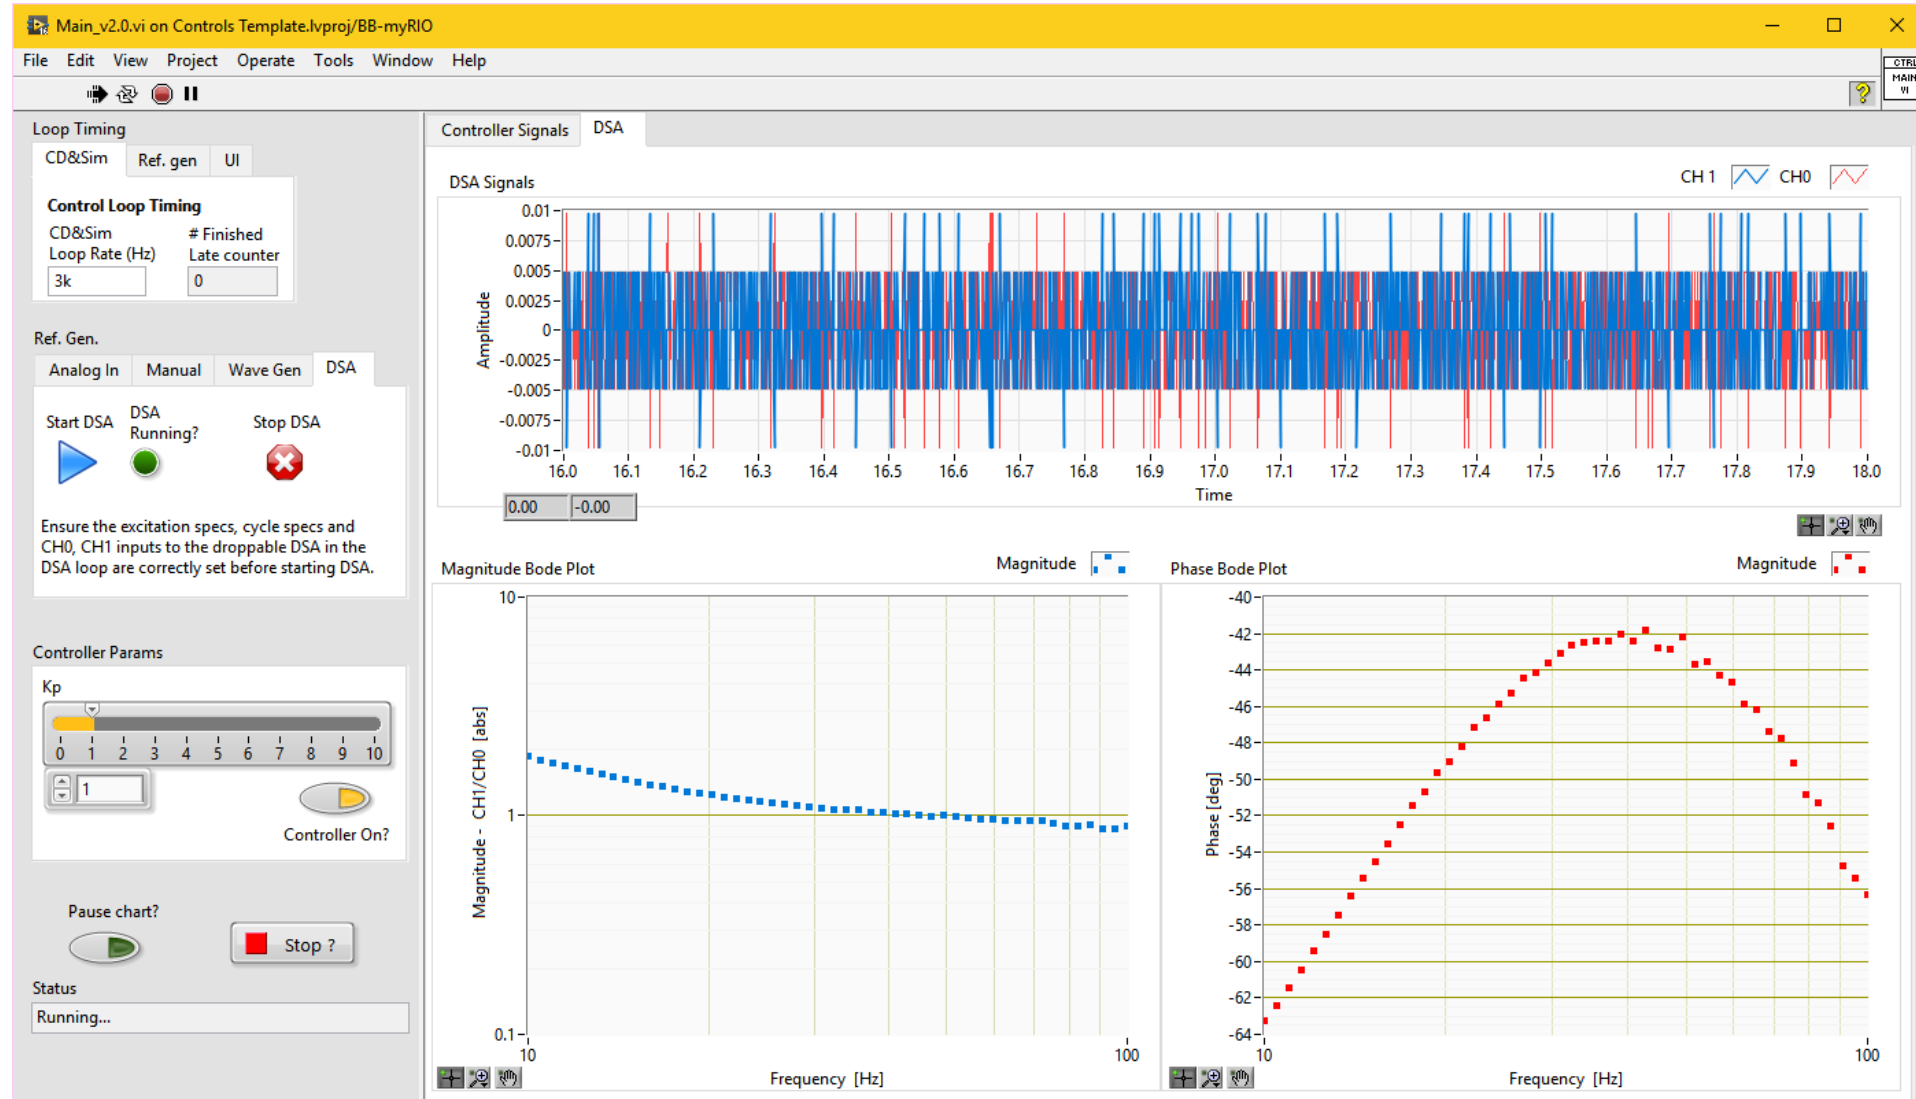 Main_v2.0.vi on Controls Template.lvproj/BB-myRIO
File Edit View Project Operate Tools Window Help
CTRL
MAIN
VI
Loop Timing
CD&Sim Ref. gen UI
Control Loop Timing
CD&Sim
Loop Rate (Hz)
3k
# Finished
Late counter
0
Ref. Gen.
Analog In Manual Wave Gen DSA
Start DSA
DSA
Running?
Stop DSA
Ensure the excitation specs, cycle specs and
CH0, CH1 inputs to the droppable DSA in the
DSA loop are correctly set before starting DSA.
Controller Params
Kp
0 1 2 3 4 5 6 7 8 9 10
1
Controller On?
Pause chart?
Stop ?
Status
Running...
Controller Signals DSA
DSA Signals
CH 1 CH0
Amplitude
0.01
0.0075
0.005
0.0025
0
-0.0025
-0.005
-0.0075
-0.01
16.0 16.1 16.2 16.3 16.4 16.5 16.6 16.7 16.8 16.9 17.0 17.1 17.2 17.3 17.4 17.5 17.6 17.7 17.8 17.9 18.0
Time
0.00 -0.00
Magnitude Bode Plot
Magnitude
Magnitude - CH1/CH0 [abs]
10
1
0.1
10 100
Frequency [Hz]
Phase Bode Plot
Magnitude
Phase [deg]
-40
-42
-44
-46
-48
-50
-52
-54
-56
-58
-60
-62
-64
10 100
Frequency [Hz]